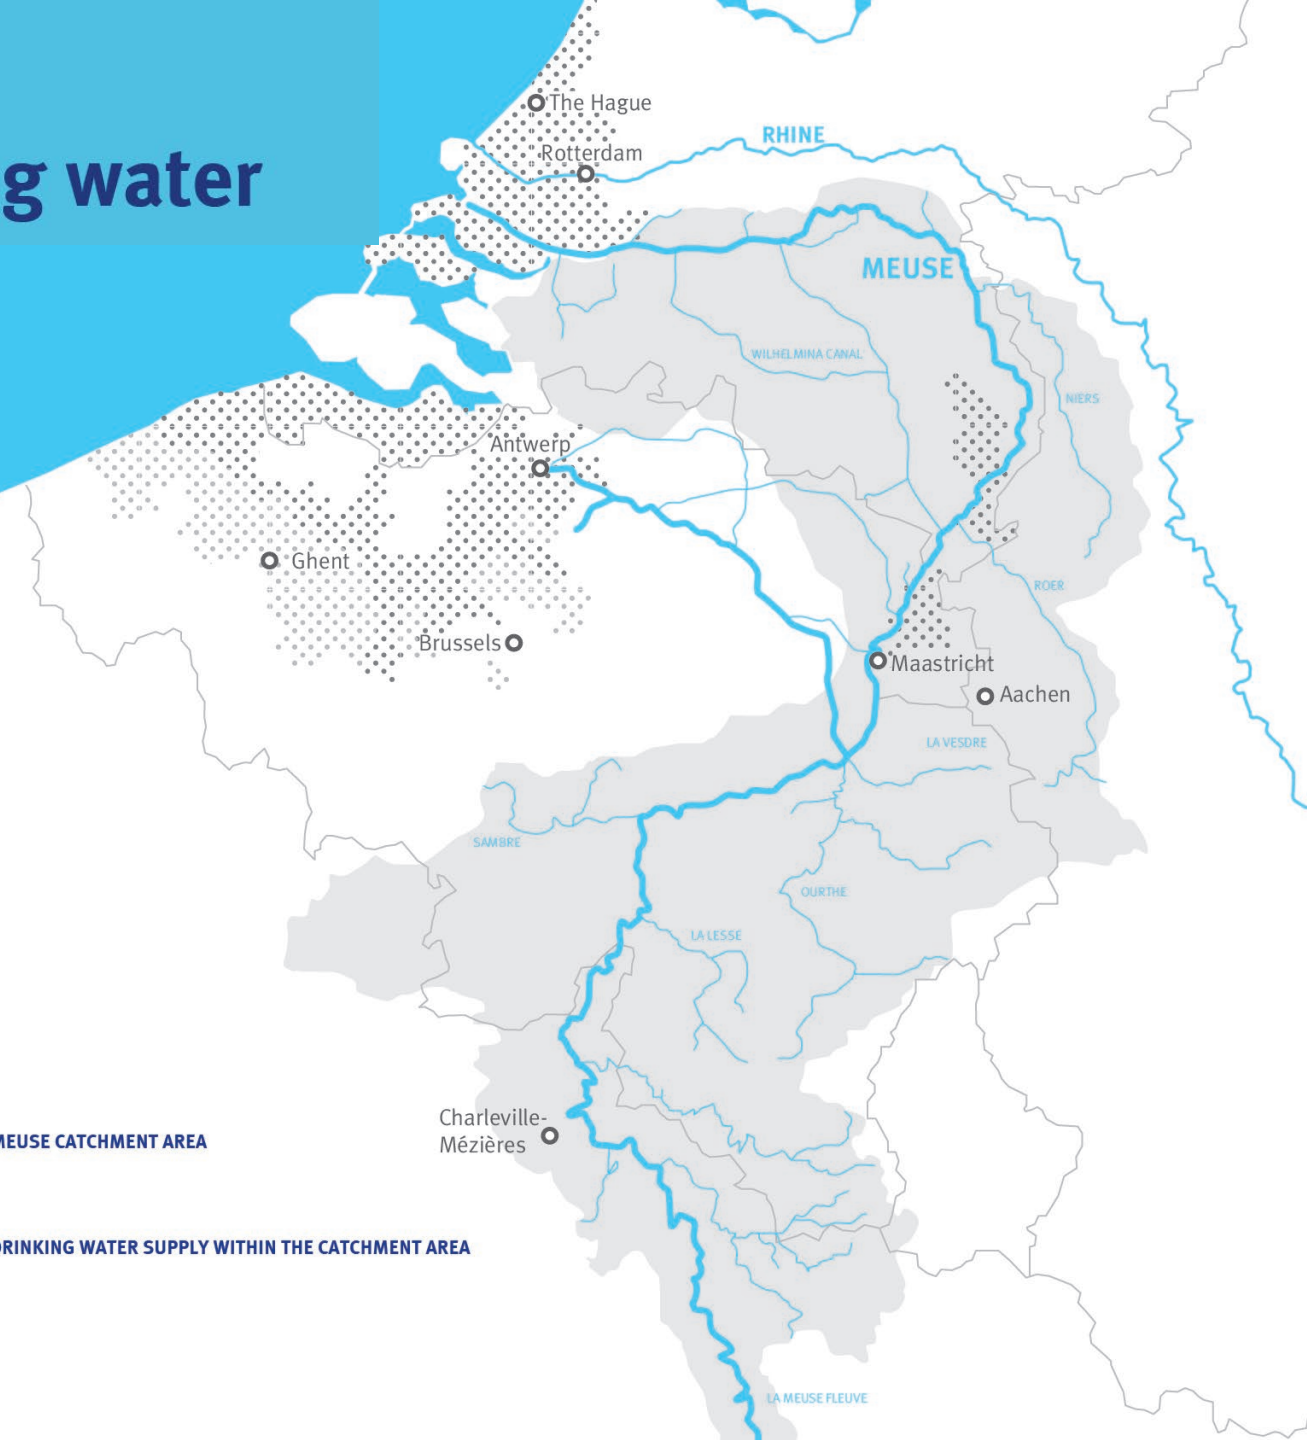 The Hague
RHINE
Rotterdam
g water
MEUSE
WILHELMINA CANAL
NIERS
Antwerp
Ghent
ROER
Brussels
Maastricht
Aachen
LA VESDRE
SAMBRE
OURTHE
LA LESSE
Charleville-
Mézières
MEUSE CATCHMENT AREA
DRINKING WATER SUPPLY WITHIN THE CATCHMENT AREA
LA MEUSE FLEUVE